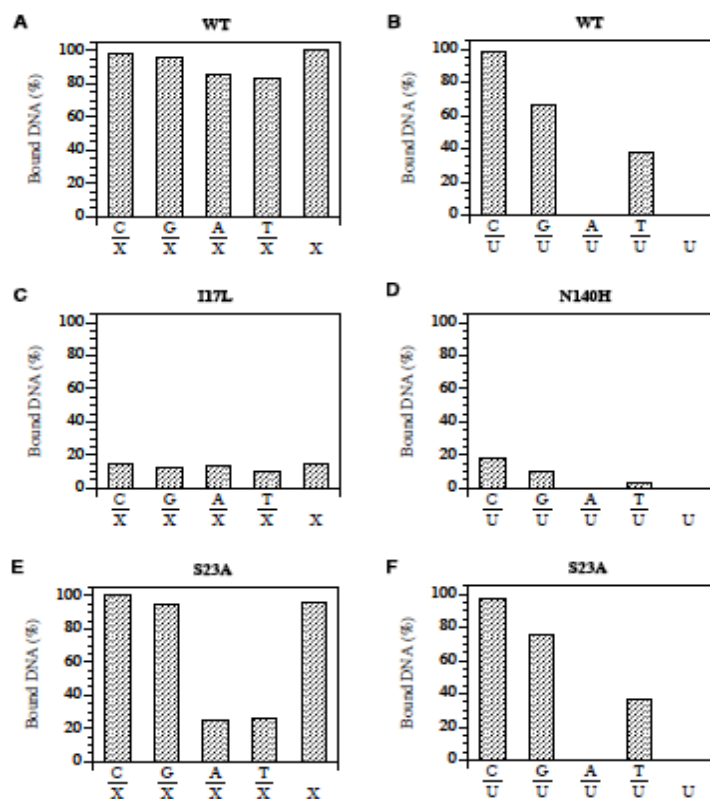 A
WT
Bound DNA (%)
100
80
60
40
20
0
C G A T
X X X X X
B
WT
Bound DNA (%)
100
80
60
40
20
0
C G A T
U U U U U
C
I17L
Bound DNA (%)
100
80
60
40
20
0
C G A T
X X X X X
D
N140H
Bound DNA (%)
100
80
60
40
20
0
C G A T
U U U U U
E
S23A
Bound DNA (%)
100
80
60
40
20
0
C G A T
X X X X X
F
S23A
Bound DNA (%)
100
80
60
40
20
0
C G A T
U U U U U